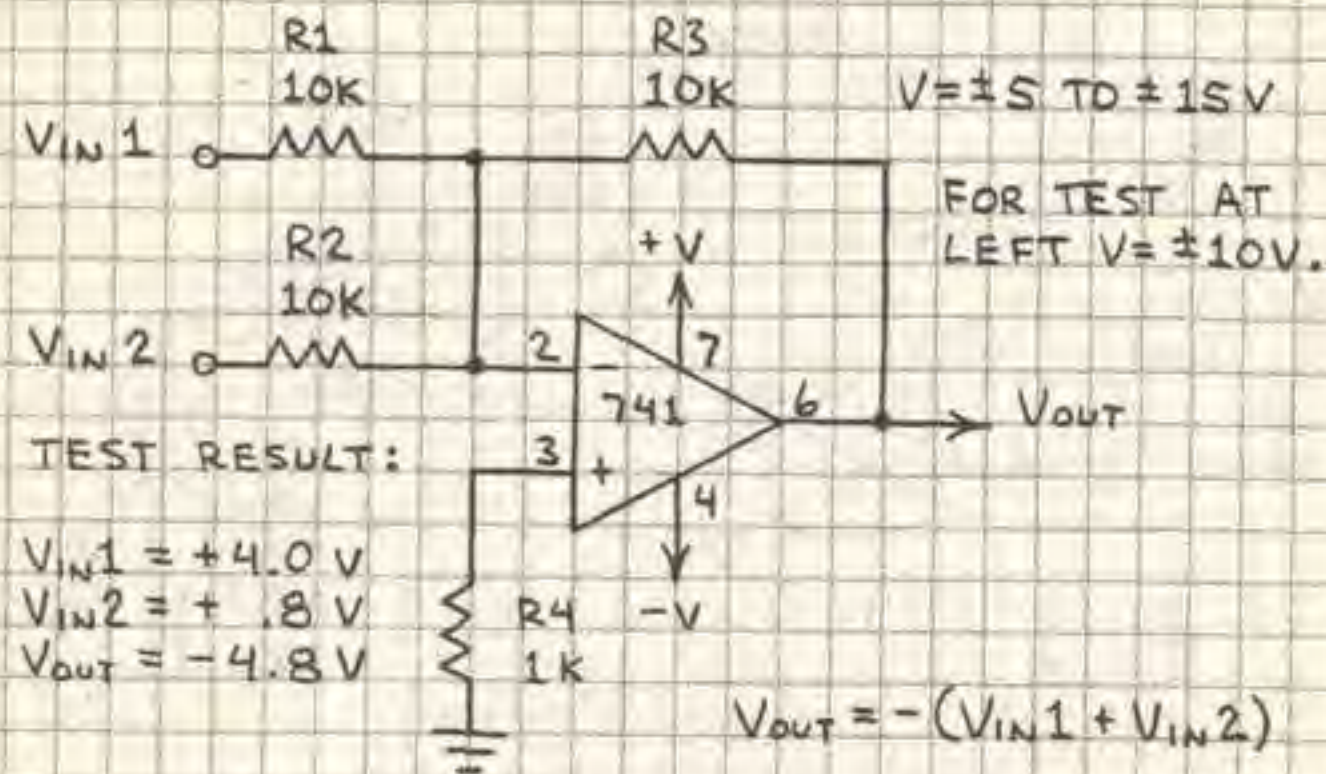 R1
10K
R3
10K
V=±5 TO ±15V
VIN 1
FOR TEST AT
LEFT V= ±10V.
R2
10K
+V
VIN 2
2
-
7
741
6
VOUT
TEST RESULT:
3
+
4
VIN1 = +4.0 V
VIN2 = + .8 V
VOUT = -4.8 V
R4
1K
-V
VOUT = -(VIN1 + VIN2)